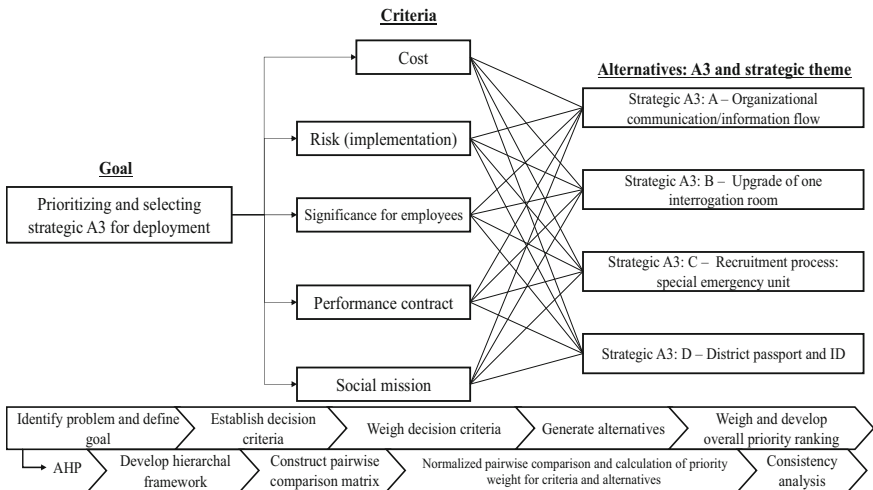 Criteria
Cost
Risk (implementation)
Significance for employees
Performance contract
Social mission
Goal
Prioritizing and selecting
strategic A3 for deployment
Alternatives: A3 and strategic theme
Strategic A3: A – Organizational
communication/information flow
Strategic A3: B – Upgrade of one
interrogation room
Strategic A3: C – Recruitment process:
special emergency unit
Strategic A3: D – District passport and ID
Identify problem and define
goal
Establish decision
criteria
Weigh decision criteria
Generate alternatives
Weigh and develop
overall priority ranking
AHP
Develop hierarchal
framework
Construct pairwise
comparison matrix
Normalized pairwise comparison and calculation of priority
weight for criteria and alternatives
Consistency
analysis